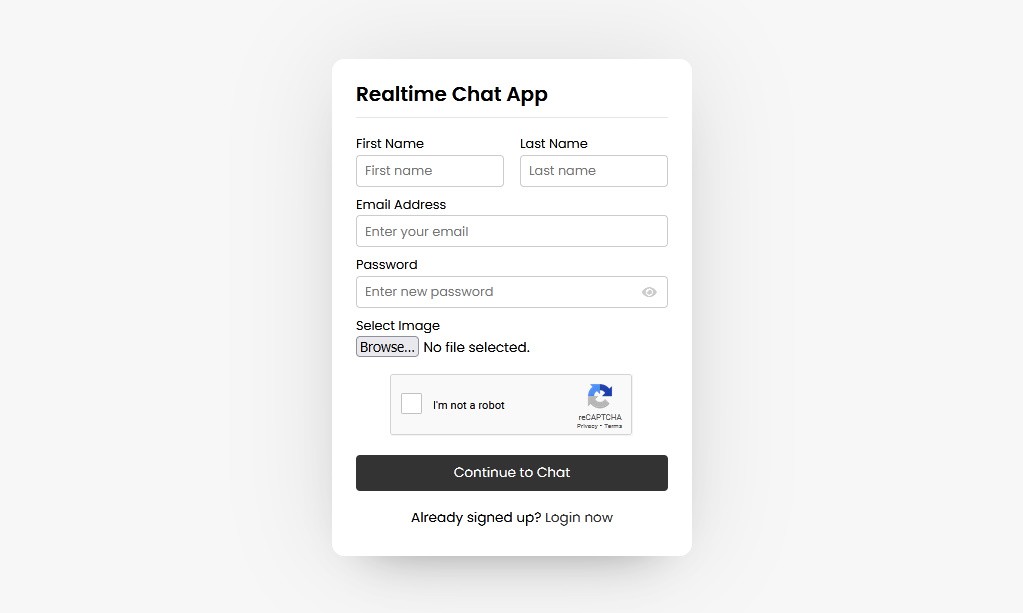 Realtime Chat App
First Name Last Name
First name Last name
Email Address
Enter your email
Password
Enter new password
Select Image
Browse... No file selected.
I'm not a robot
reCAPTCHA
Privacy - Terms
Continue to Chat
Already signed up? Login now